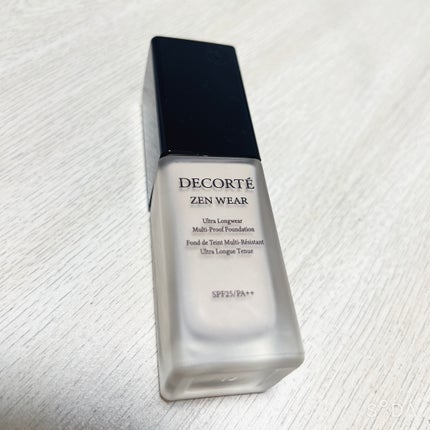 DECORTÉ
ZEN WEAR
Ultra Longwear
Multi-Proof Foundation
Fond de Teint Multi-Résistant
Ultra Longue Tenue
SPF25/PA++